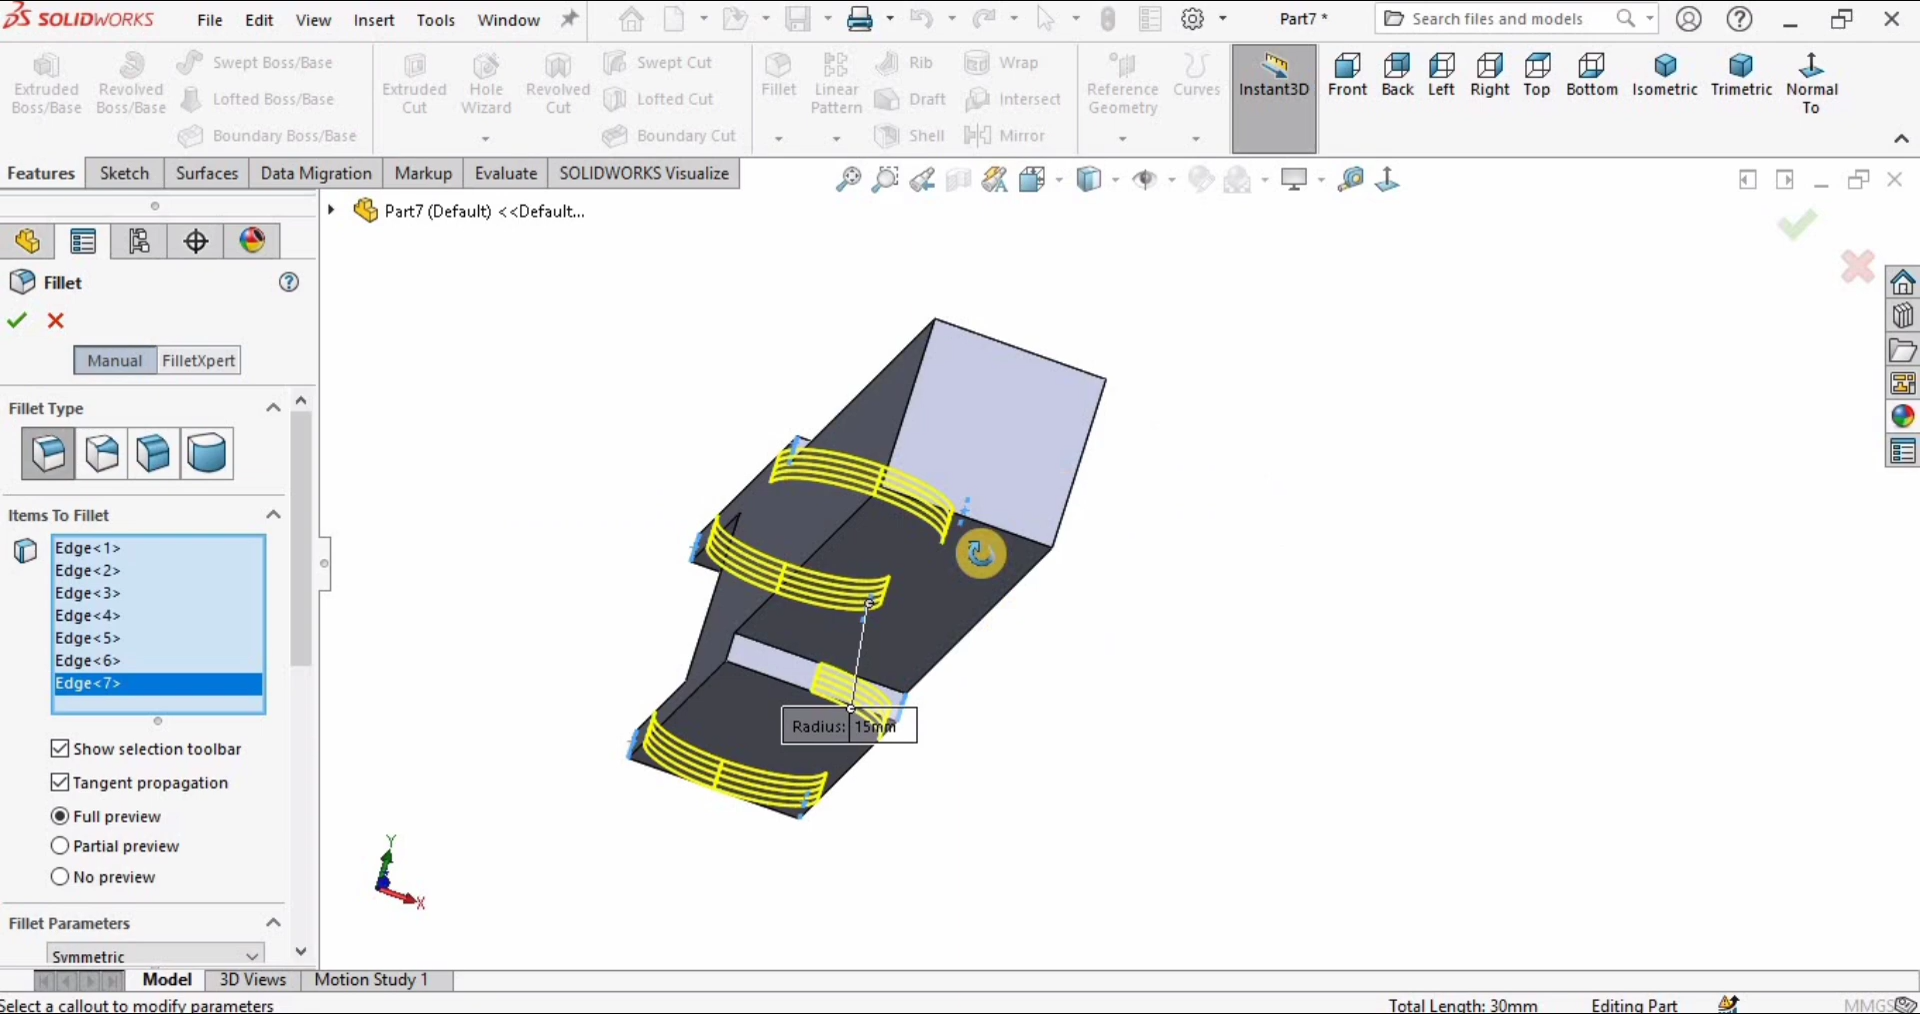 SOLIDWORKS File Edit View Insert Tools Window Part7 * Search files and models
Extruded Boss/Base
Revolved Boss/Base
Swept Boss/Base
Lofted Boss/Base
Boundary Boss/Base
Extruded Cut
Hole Wizard
Revolved Cut
Swept Cut
Lofted Cut
Boundary Cut
Fillet
Linear Pattern
Rib
Draft
Shell
Wrap
Intersect
Mirror
Reference Geometry
Curves
Instant3D
Front
Back
Left
Right
Top
Bottom
Isometric
Trimetric
Normal To
Features Sketch Surfaces Data Migration Markup Evaluate SOLIDWORKS Visualize
Part7 (Default) <<Default...
Fillet
Manual FilletXpert
Fillet Type
Items To Fillet
Edge<1>
Edge<2>
Edge<3>
Edge<4>
Edge<5>
Edge<6>
Edge<7>
Show selection toolbar
Tangent propagation
Full preview
Partial preview
No preview
Fillet Parameters
Symmetric
Radius: 15mm
Y
X
Model 3D Views Motion Study 1
Select a callout to modify parameters Total Length: 30mm Editing Part MMGS